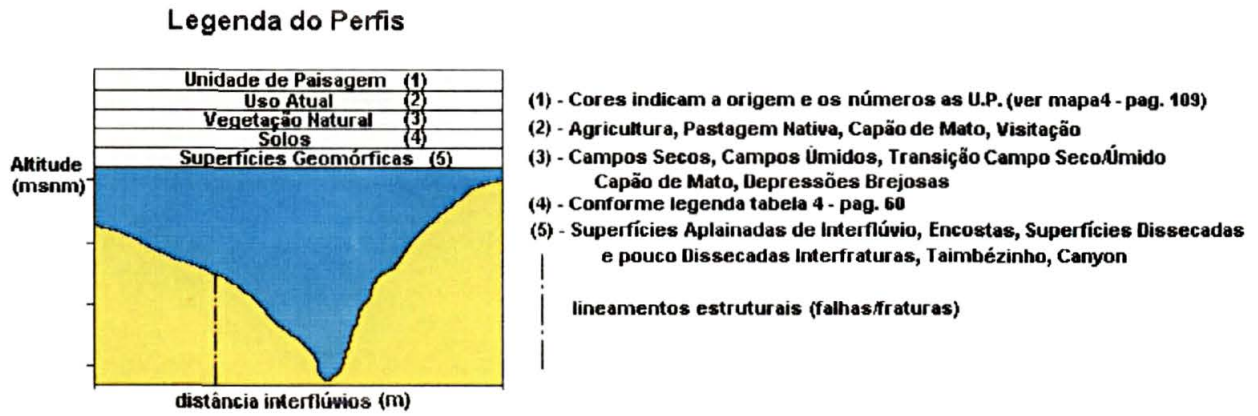 Legenda do Perfis
Unidade de Paisagem (1)
Uso Atual (2)
Vegetação Natural (3)
Solos (4)
Superfícies Geomórficas (5)
Altitude
(msnm)
distância interflúvios (m)
(1) - Cores indicam a origem e os números as U.P. (ver mapa4 - pag. 109)
(2) - Agricultura, Pastagem Nativa, Capão de Mato, Visitação
(3) - Campos Secos, Campos Úmidos, Transição Campo Seco/Úmido
Capão de Mato, Depressões Brejosas
(4) - Conforme legenda tabela 4 - pag. 60
(5) - Superfícies Aplainadas de Interflúvio, Encostas, Superfícies Dissecadas
e pouco Dissecadas Interfraturas, Taimbézinho, Canyon
lineamentos estruturais (falhas/fraturas)